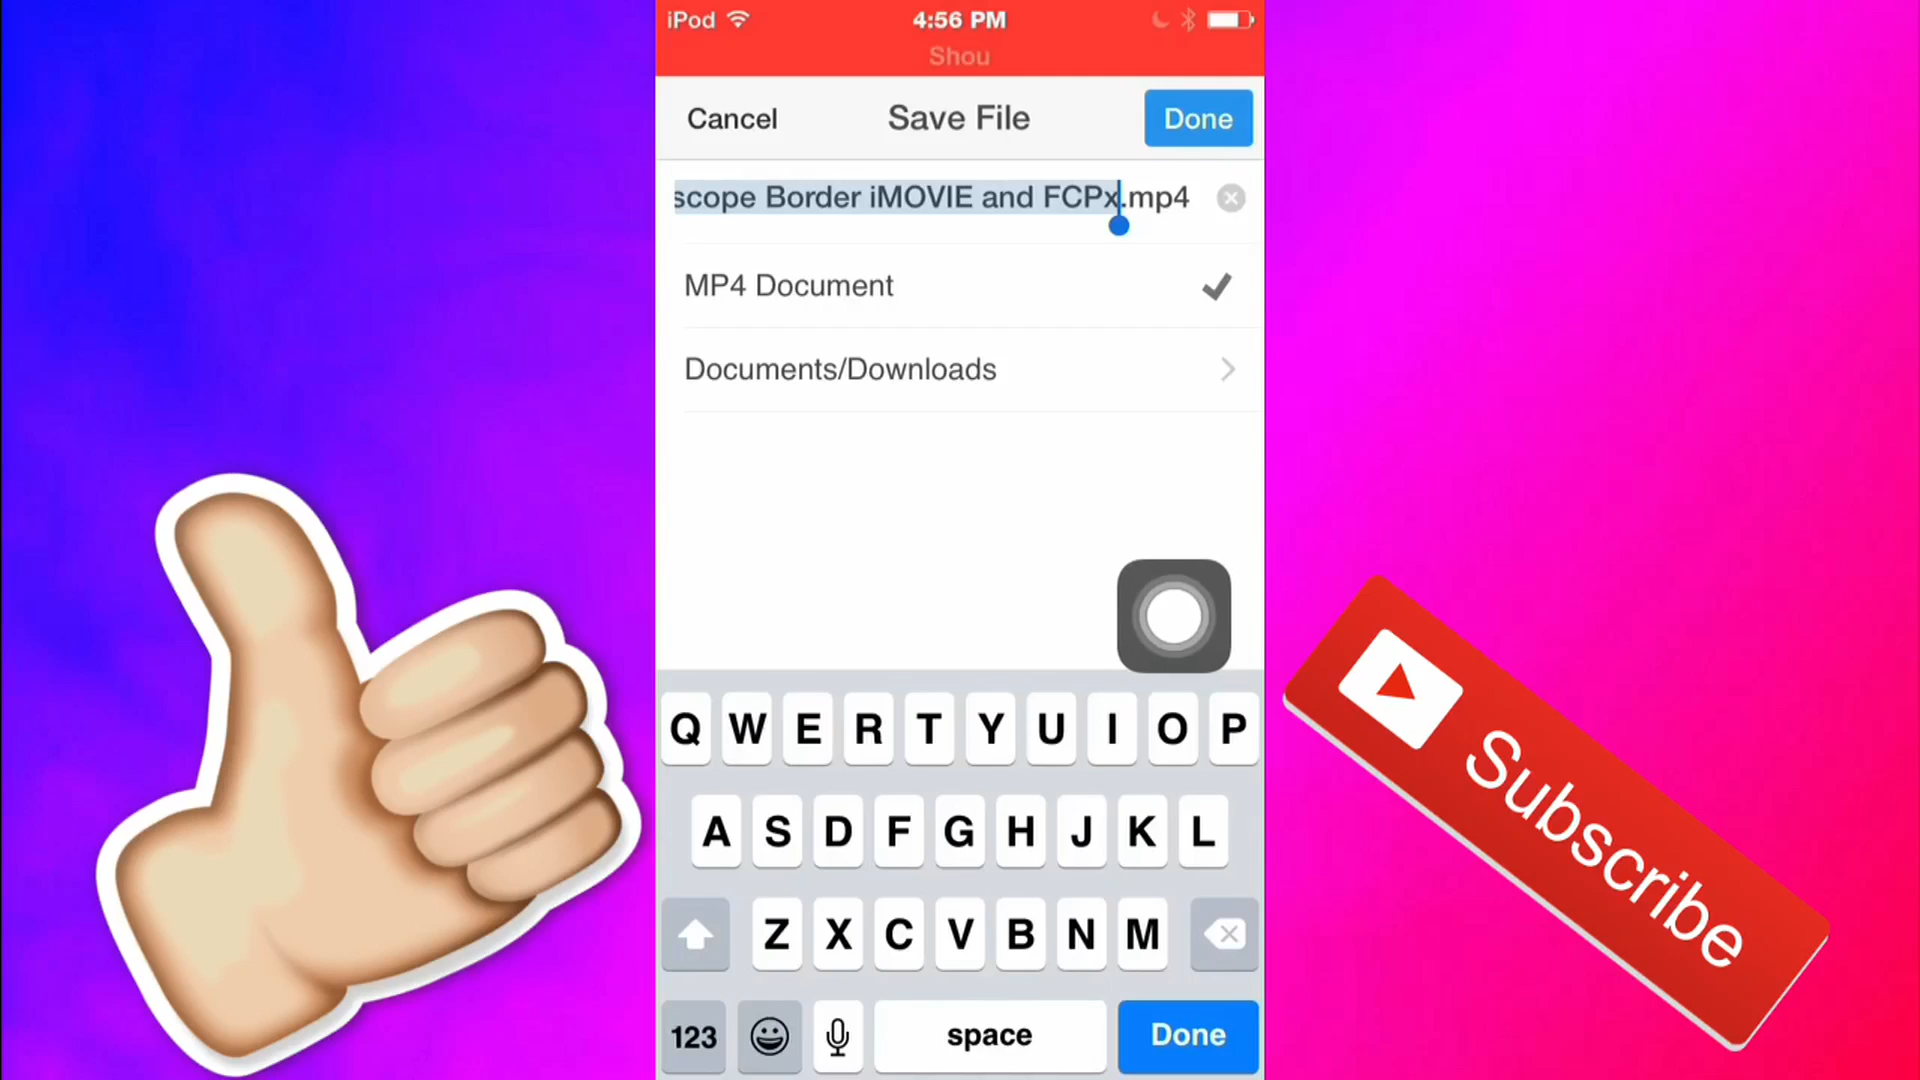 iPod 4:56 PM
Shou
Cancel Save File Done
scope Border iMOVIE and FCPx.mp4
MP4 Document
Documents/Downloads
Q W E R T Y U I O P
A S D F G H J K L
Z X C V B N M
123 space Done
Subscribe